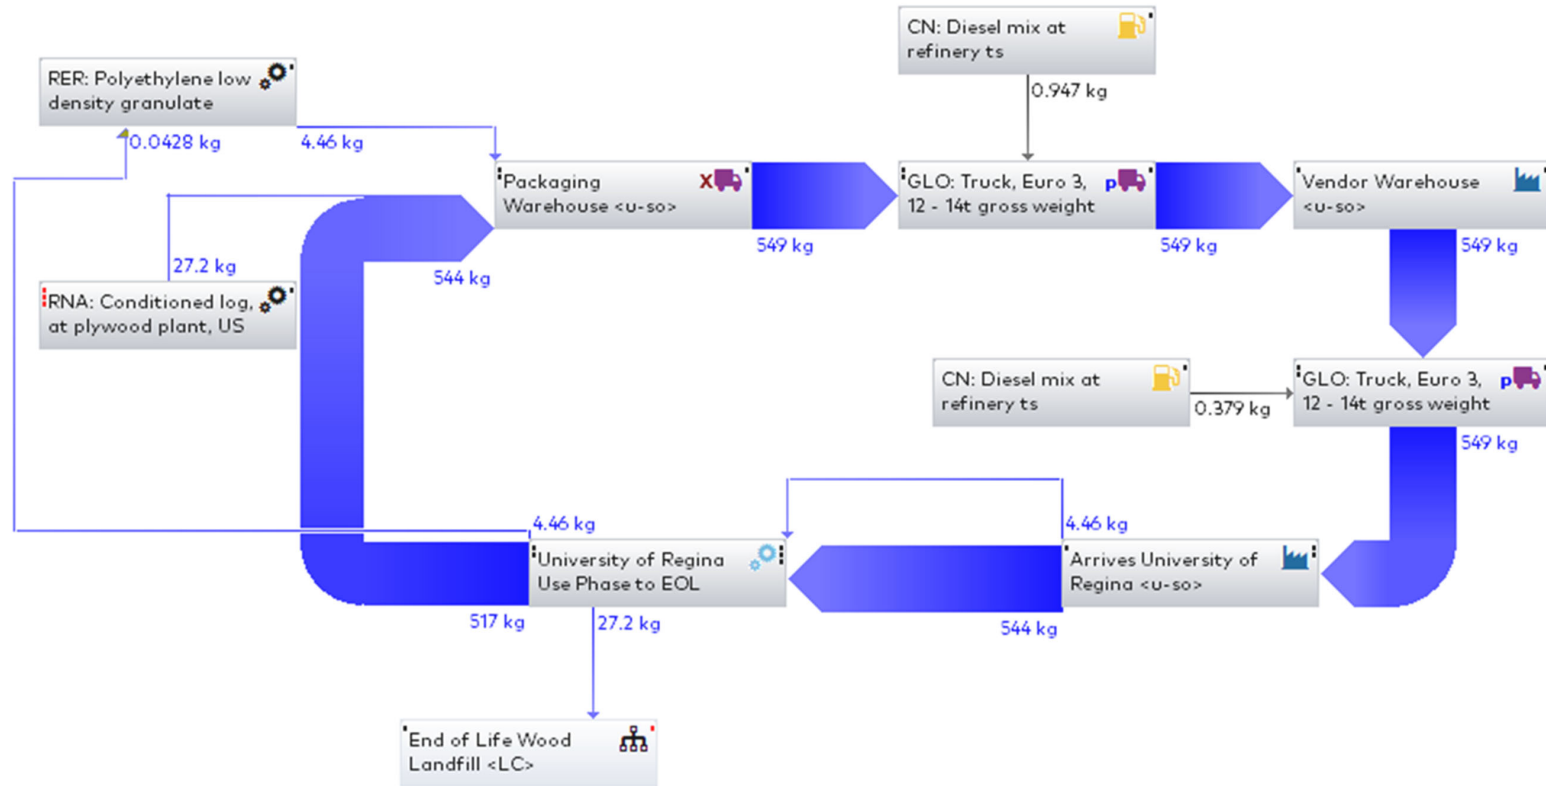 CN: Diesel mix at
refinery ts
0.947 kg
RER: Polyethylene low
density granulate
0.0428 kg
4.46 kg
Packaging
Warehouse <u-so>
X
549 kg
GLO: Truck, Euro 3,
12 - 14t gross weight
p
549 kg
Vendor Warehouse
<u-so>
549 kg
544 kg
27.2 kg
RNA: Conditioned log,
at plywood plant, US
CN: Diesel mix at
refinery ts
0.379 kg
GLO: Truck, Euro 3,
12 - 14t gross weight
p
549 kg
4.46 kg
University of Regina
Use Phase to EOL
517 kg
27.2 kg
4.46 kg
Arrives University of
Regina <u-so>
544 kg
End of Life Wood
Landfill <LC>